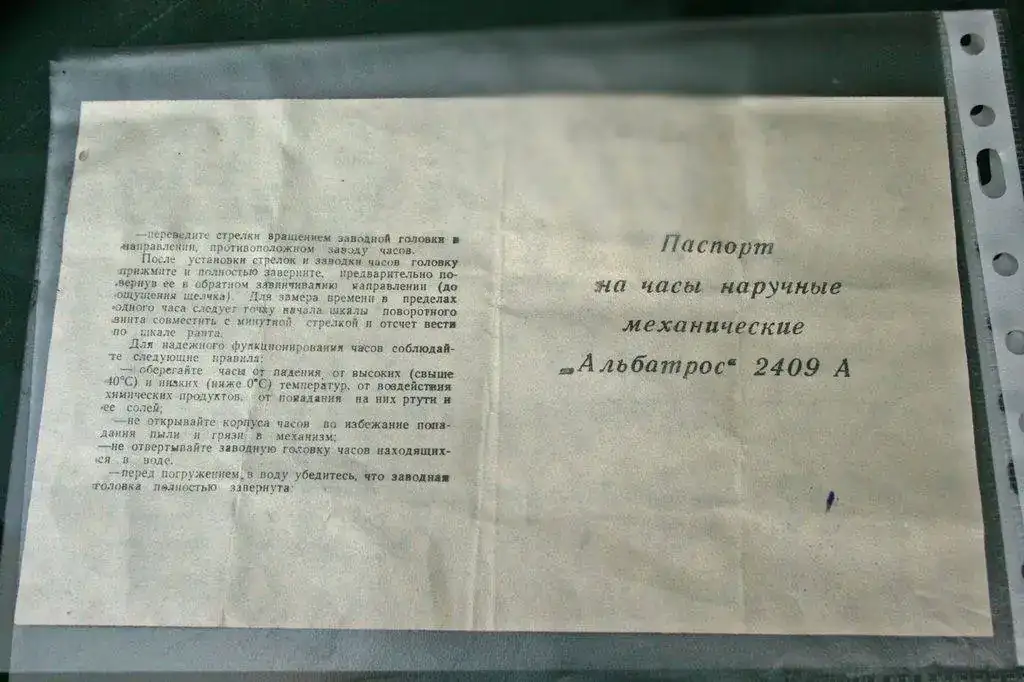 —переведите стрелки вращением заводной головки в
направлении, противоположном заводу часов.
После установки стрелок и заводки часов головку
прижмите и полностью заверните, предварительно по-
вернув ее в обратном завинчиванию направлении (до
ощущения щелчка). Для замера времени в пределах
одного часа следует точку начала шкалы поворотного
винта совместить с минутной стрелкой и отсчет вести
по шкале ранта.
Для надежного функционирования часов соблюдай-
те следующие правила:
— оберегайте часы от падения, от высоких (свыше
40°С) и низких (ниже 0°С) температур, от воздействия
химических продуктов, от попадания на них ртути и
ее солей;
—не открывайте корпуса часов во избежание попа-
дания пыли и грязи в механизм;
—не отвертывайте заводную головку часов находящих-
ся в воде.
—перед погружением, в воду убедитесь, что заводная
головка полностью завернута
Паспорт
на часы наручные
механические
„Альбатрос“ 2409 А